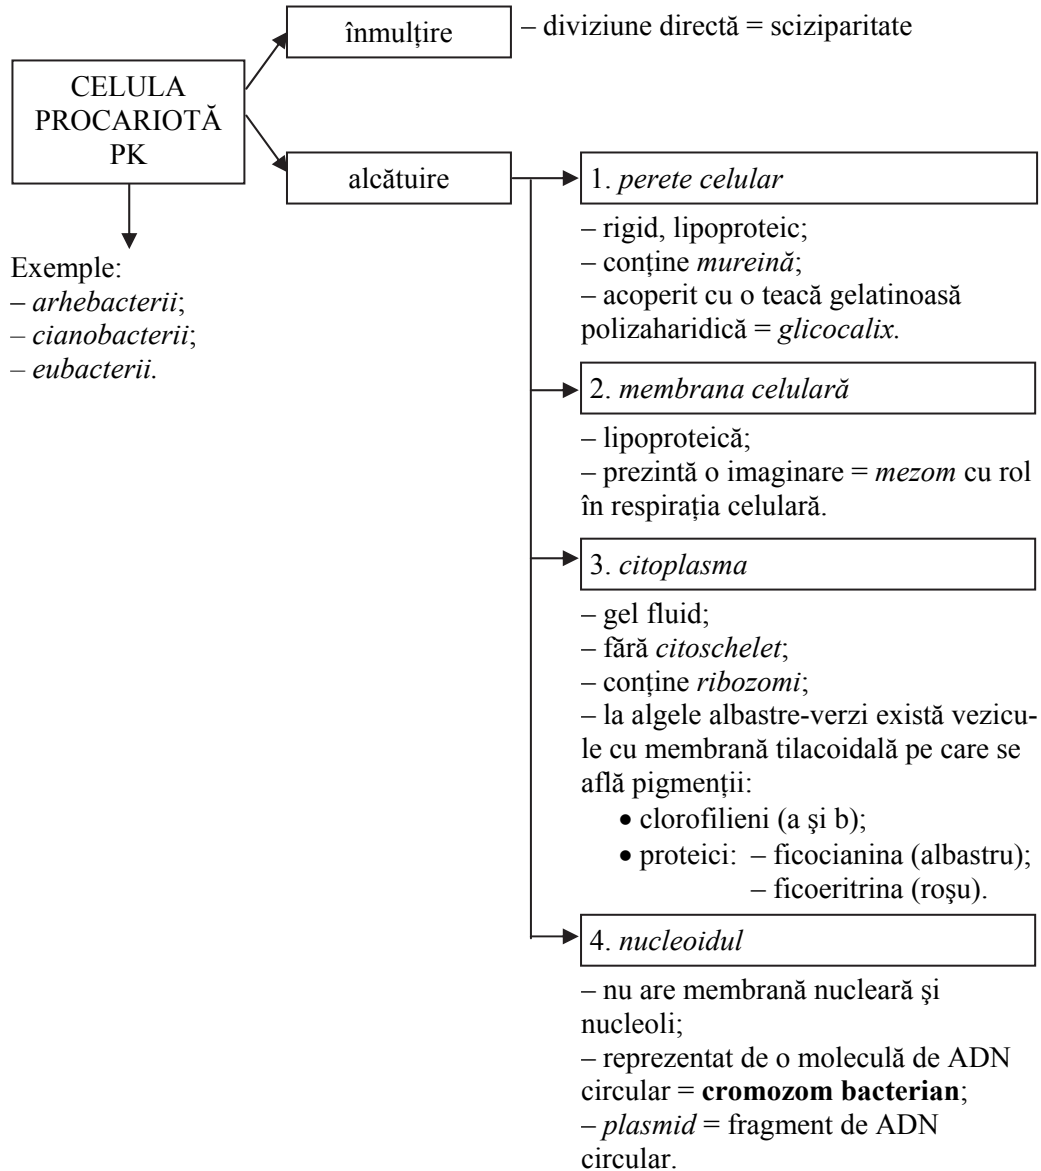 înmulțire
– diviziune directă = sciziparitate
CELULA
PROCARIOTĂ
PK
alcătuire
Exemple:
– arhebacterii;
– cianobacterii;
– eubacterii.
1. perete celular
– rigid, lipoproteic;
– conține mureină;
– acoperit cu o teacă gelatinoasă
polizaharidică = glicocalix.
2. membrana celulară
– lipoproteică;
– prezintă o imaginare = mezom cu rol
în respirația celulară.
3. citoplasma
– gel fluid;
– fără citoschelet;
– conține ribozomi;
– la algele albastre-verzi există vezicu-
le cu membrană tilacoidală pe care se
află pigmenții:
• clorofilieni (a şi b);
• proteici: – ficocianina (albastru);
– ficoeritrina (roşu).
4. nucleoidul
– nu are membrană nucleară şi
nucleoli;
– reprezentat de o moleculă de ADN
circular = cromozom bacterian;
– plasmid = fragment de ADN
circular.